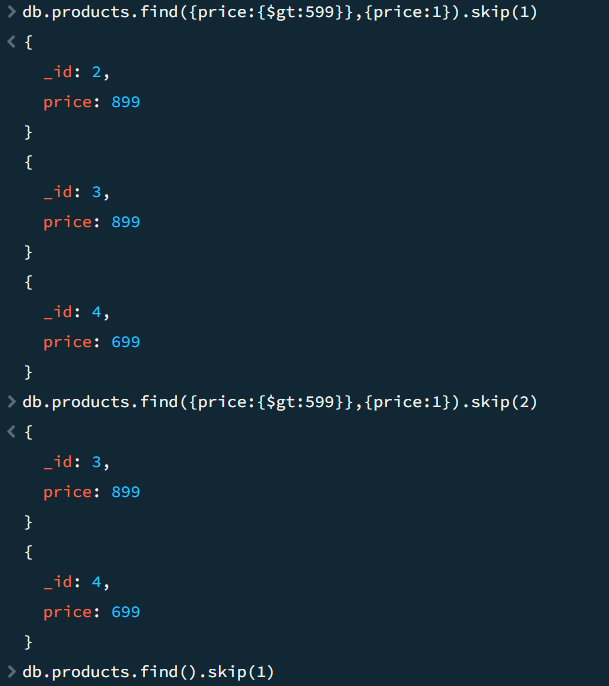 > db.products.find({price:{$gt:599}},{price:1}).skip(1)
< {
_id: 2,
price: 899
}
{
_id: 3,
price: 899
}
{
_id: 4,
price: 699
}
> db.products.find({price:{$gt:599}},{price:1}).skip(2)
< {
_id: 3,
price: 899
}
{
_id: 4,
price: 699
}
> db.products.find().skip(1)